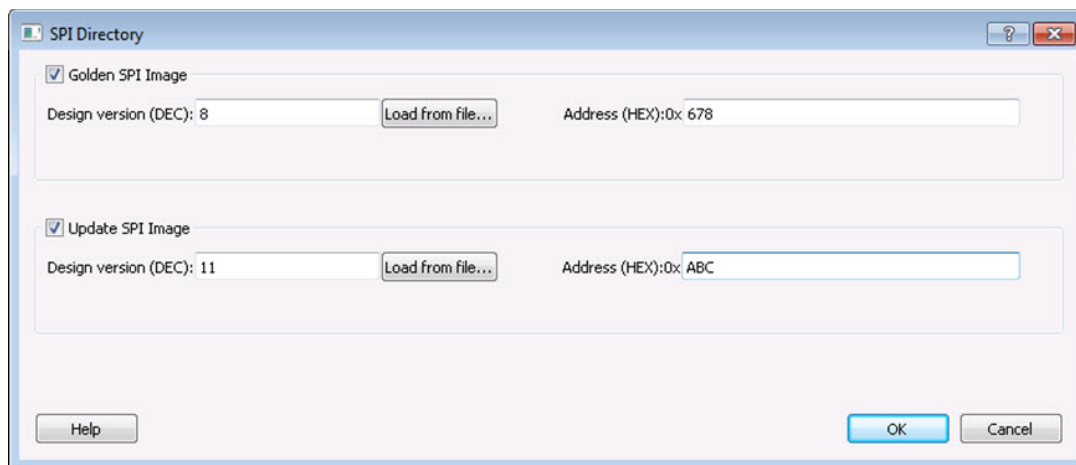 SPI Directory
Golden SPI Image
Design version (DEC): 8 Load from file... Address (HEX):0x 678
Update SPI Image
Design version (DEC): 11 Load from file... Address (HEX):0x ABC
Help OK Cancel